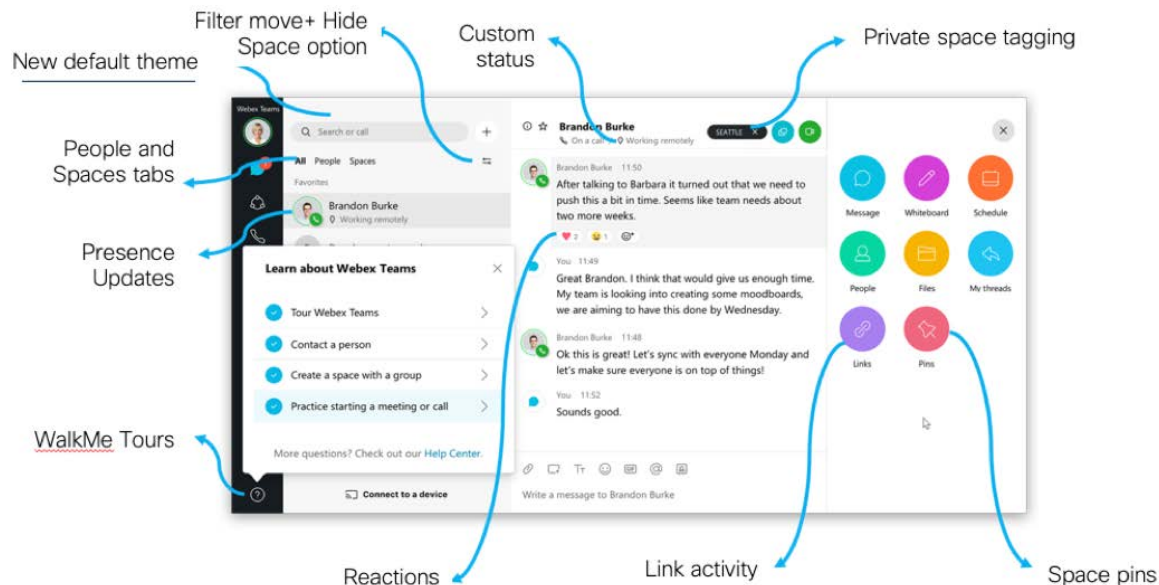 Filter move+ Hide
Space option
Custom
status
Private space tagging
New default theme
People and
Spaces tabs
Presence
Updates
WalkMe Tours
Reactions
Link activity
Space pins
Webex Teams
Search or call
All People Spaces
Favorites
Brandon Burke
Working remotely
Learn about Webex Teams
Tour Webex Teams
Contact a person
Create a space with a group
Practice starting a meeting or call
More questions? Check out our Help Center.
Connect to a device
Brandon Burke
On a call Working remotely
SEATTLE
Brandon Burke 11:50
After talking to Barbara it turned out that we need to
push this a bit in time. Seems like team needs about
two more weeks.
2 1
You 11:49
Great Brandon. I think that would give us enough time.
My team is looking into creating some moodboards,
we are aiming to have this done by Wednesday.
Brandon Burke 11:48
Ok this is great! Let's sync with everyone Monday and
let's make sure everyone is on top of things!
You 11:52
Sounds good.
GIF
Write a message to Brandon Burke
Message
Whiteboard
Schedule
People
Files
My threads
Links
Pins